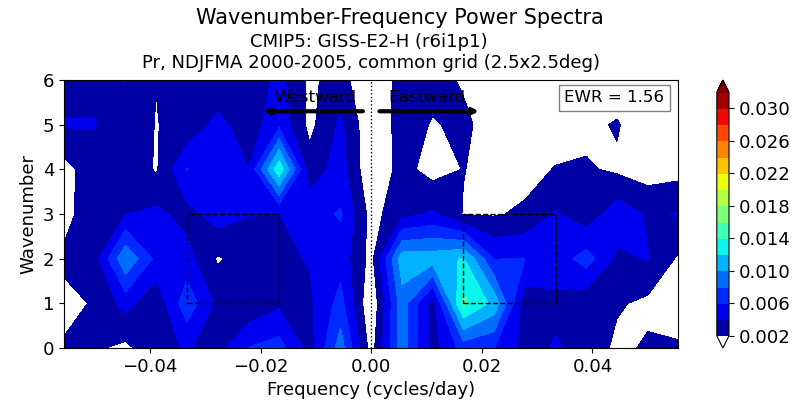 Wavenumber-Frequency Power Spectra
CMIP5: GISS-E2-H (r6i1p1)
Pr, NDJFMA 2000-2005, common grid (2.5x2.5deg)
Westward Eastward
EWR = 1.56
6
5
4
3
2
1
0
Wavenumber
−0.04 −0.02 0.00 0.02 0.04
Frequency (cycles/day)
0.030
0.026
0.022
0.018
0.014
0.010
0.006
0.002